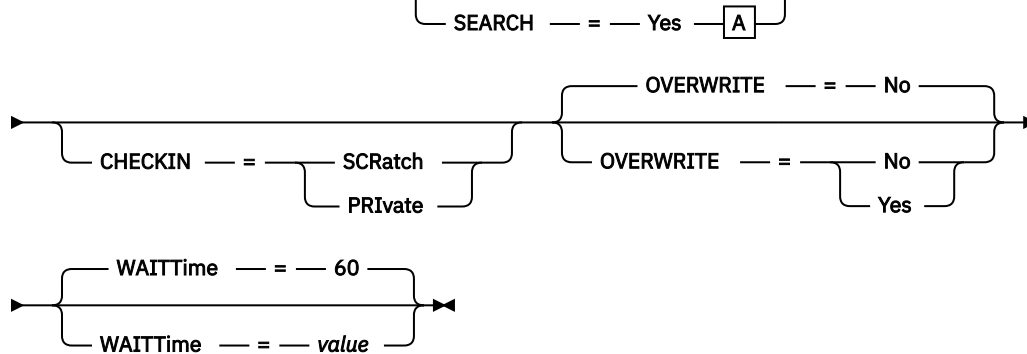 SEARCH = Yes A
OVERWRITE = No
CHECKIN = SCRatch
PRIvate
OVERWRITE = No
Yes
WAITTime = 60
WAITTime = value